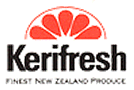 Kerifresh
FINEST NEW ZEALAND PRODUCE